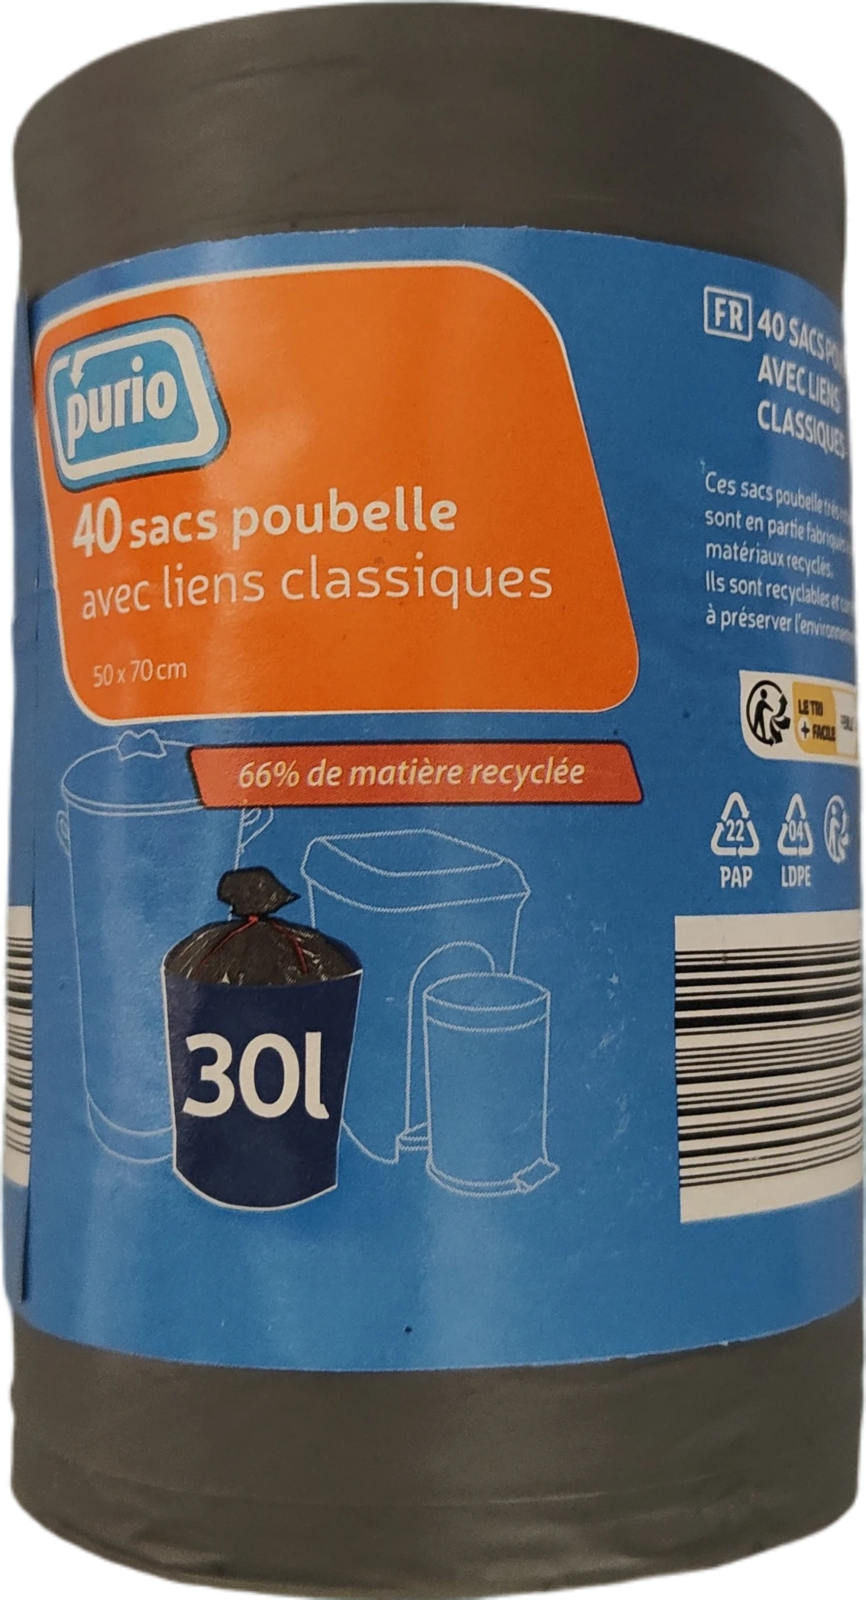 purio
40 sacs poubelle
avec liens classiques
50 x 70 cm
66% de matière recyclée
30l
FR
40 SACS
AVEC LIENS
CLASSIQUES
Ces sacs poubelle
sont en partie
matériaux recyclés.
Ils sont recyclables et
à préserver
LE TRI
+ FACILE
22
PAP
04
LDPE